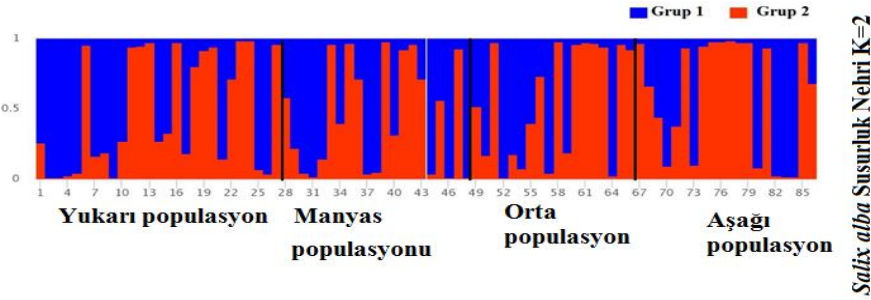 Grup 1 Grup 2
1
0.5
0
1 4 7 10 13 16 19 22 25 28 31 34 37 40 43 46 49 52 55 58 61 64 67 70 73 76 79 82 85
Yukarı populasyon
Manyas
populasyonu
Orta
populasyon
Aşağı
populasyon
Salix alba Susurluk Nehri K=2